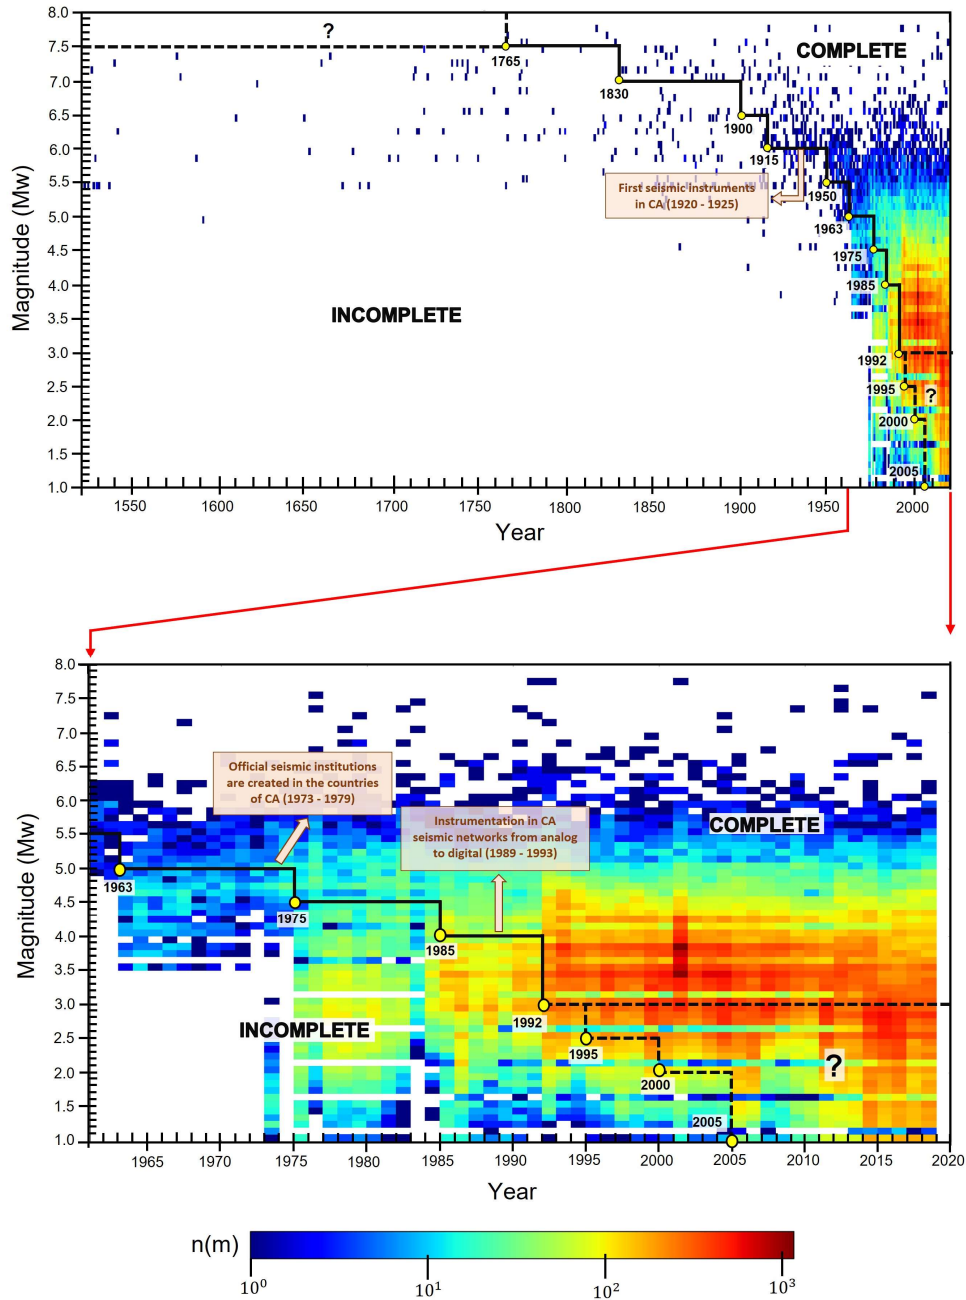 8.0
?
7.5
1765
COMPLETE
7.0
1830
6.5
1900
6.0
1915
First seismic instruments
in CA (1920 - 1925)
5.5
1950
5.0
1963
4.5
1975
4.0
1985
INCOMPLETE
3.0
1992
2.5
1995
?
2.0
2000
1.5
2005
1.0
Magnitude (Mw)
1550 1600 1650 1700 1750 1800 1850 1900 1950 2000
Year
8.0
7.5
7.0
6.5
Official seismic institutions
are created in the countries
of CA (1973 - 1979)
6.0
Instrumentation in CA
seismic networks from analog
to digital (1989 - 1993)
COMPLETE
5.5
5.0
1963
4.5
1975
4.0
1985
3.5
3.0
1992
INCOMPLETE
2.5
1995
?
2.0
2000
1.5
2005
1.0
Magnitude (Mw)
1965 1970 1975 1980 1985 1990 1995 2000 2005 2010 2015 2020
Year
n(m)
10⁰ 10¹ 10² 10³